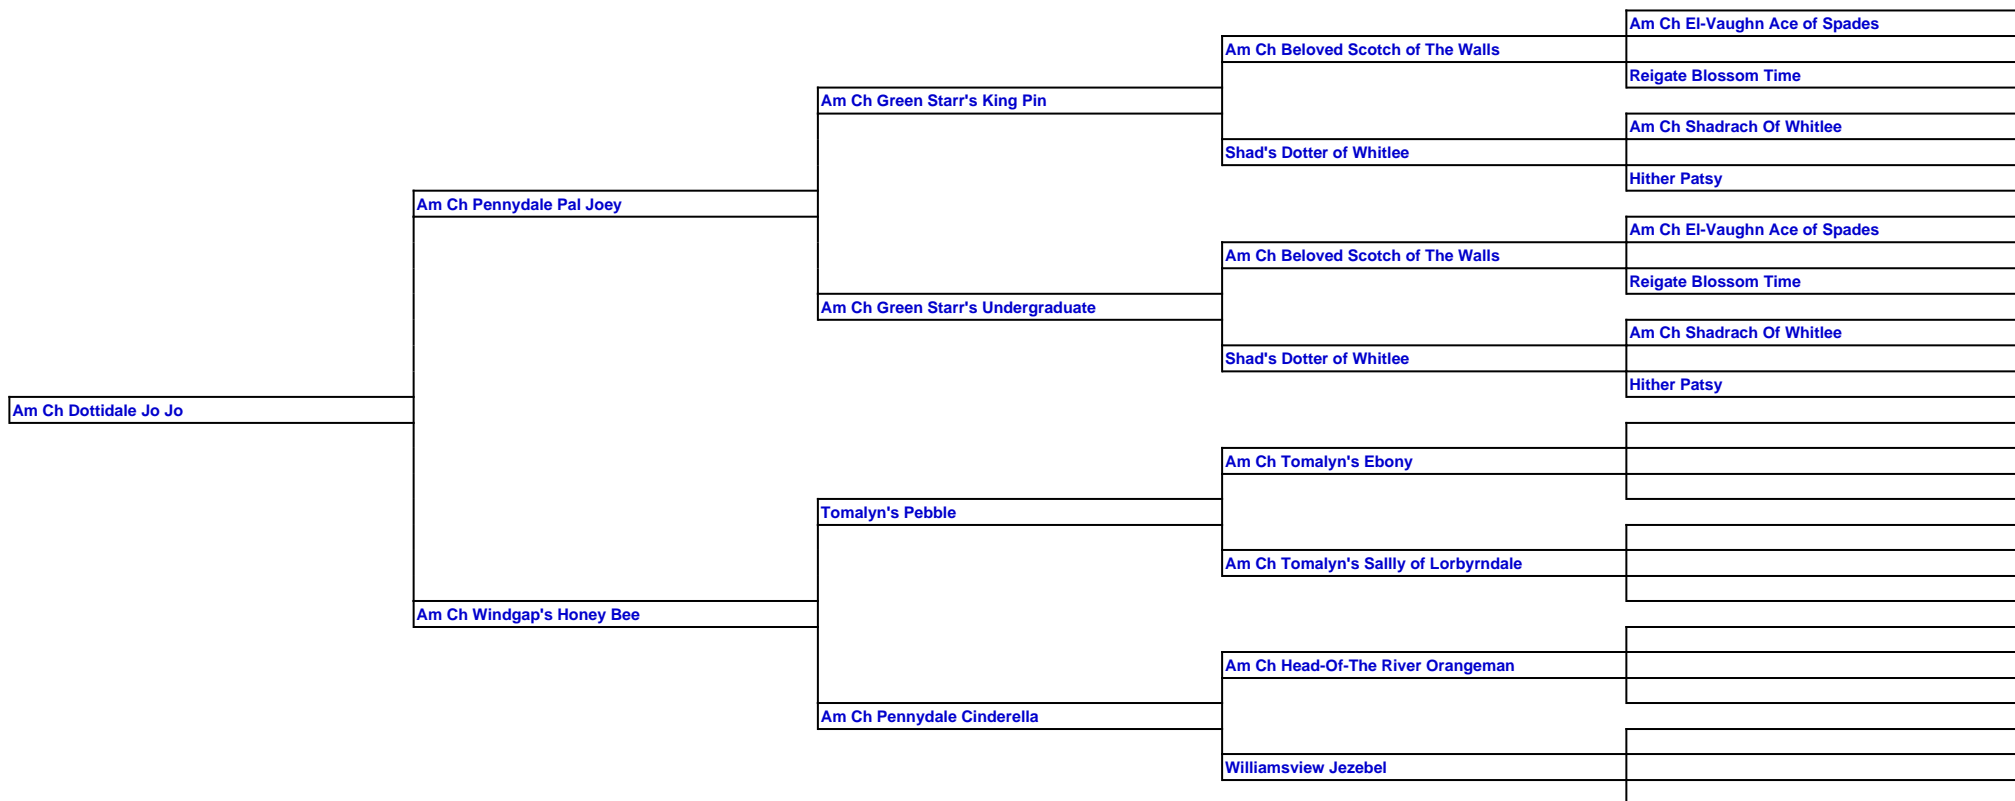 Am Ch El-Vaughn Ace of Spades
Am Ch Beloved Scotch of The Walls
Reigate Blossom Time
Am Ch Green Starr's King Pin
Am Ch Shadrach Of Whitlee
Shad's Dotter of Whitlee
Hither Patsy
Am Ch Pennydale Pal Joey
Am Ch El-Vaughn Ace of Spades
Am Ch Beloved Scotch of The Walls
Reigate Blossom Time
Am Ch Green Starr's Undergraduate
Am Ch Shadrach Of Whitlee
Shad's Dotter of Whitlee
Hither Patsy
Am Ch Dottidale Jo Jo
Am Ch Tomalyn's Ebony
Tomalyn's Pebble
Am Ch Tomalyn's Sallly of Lorbyrndale
Am Ch Windgap's Honey Bee
Am Ch Head-Of-The River Orangeman
Am Ch Pennydale Cinderella
Williamsview Jezebel